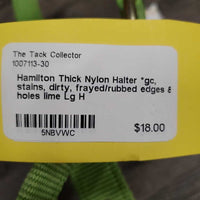 The Tack Collector
1007113-30
Hamilton Thick Nylon Halter *gc,
stains, dirty, frayed/rubbed edges &
holes lime Lg H
5NBVWC
$18.00